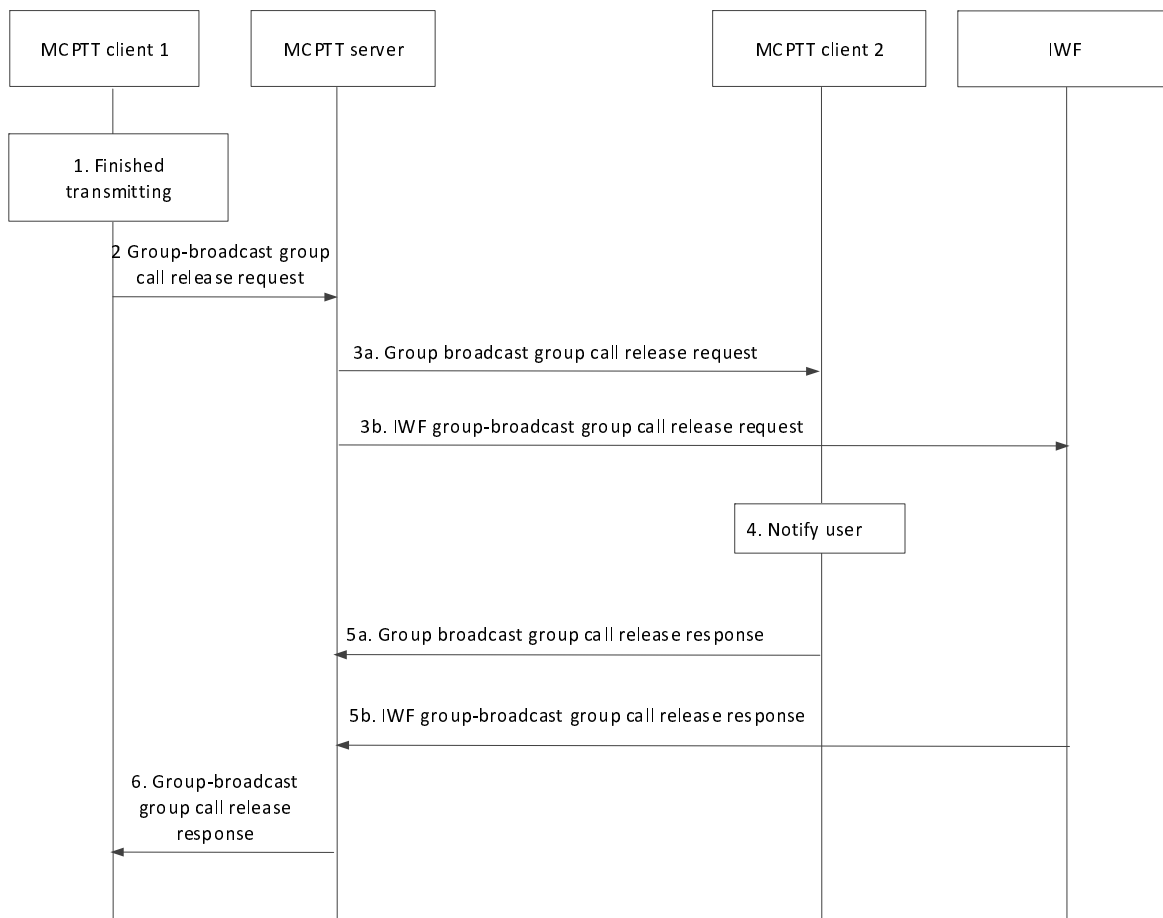 MCPTT client 1
MCPTT server
MCPTT client 2
IWF
1. Finished
transmitting
2 Group-broadcast group
call release request
3a. Group broadcast group call release request
3b. IWF group-broadcast group call release request
4. Notify user
5a. Group broadcast group call release response
5b. IWF group-broadcast group call release response
6. Group-broadcast
group call release
response